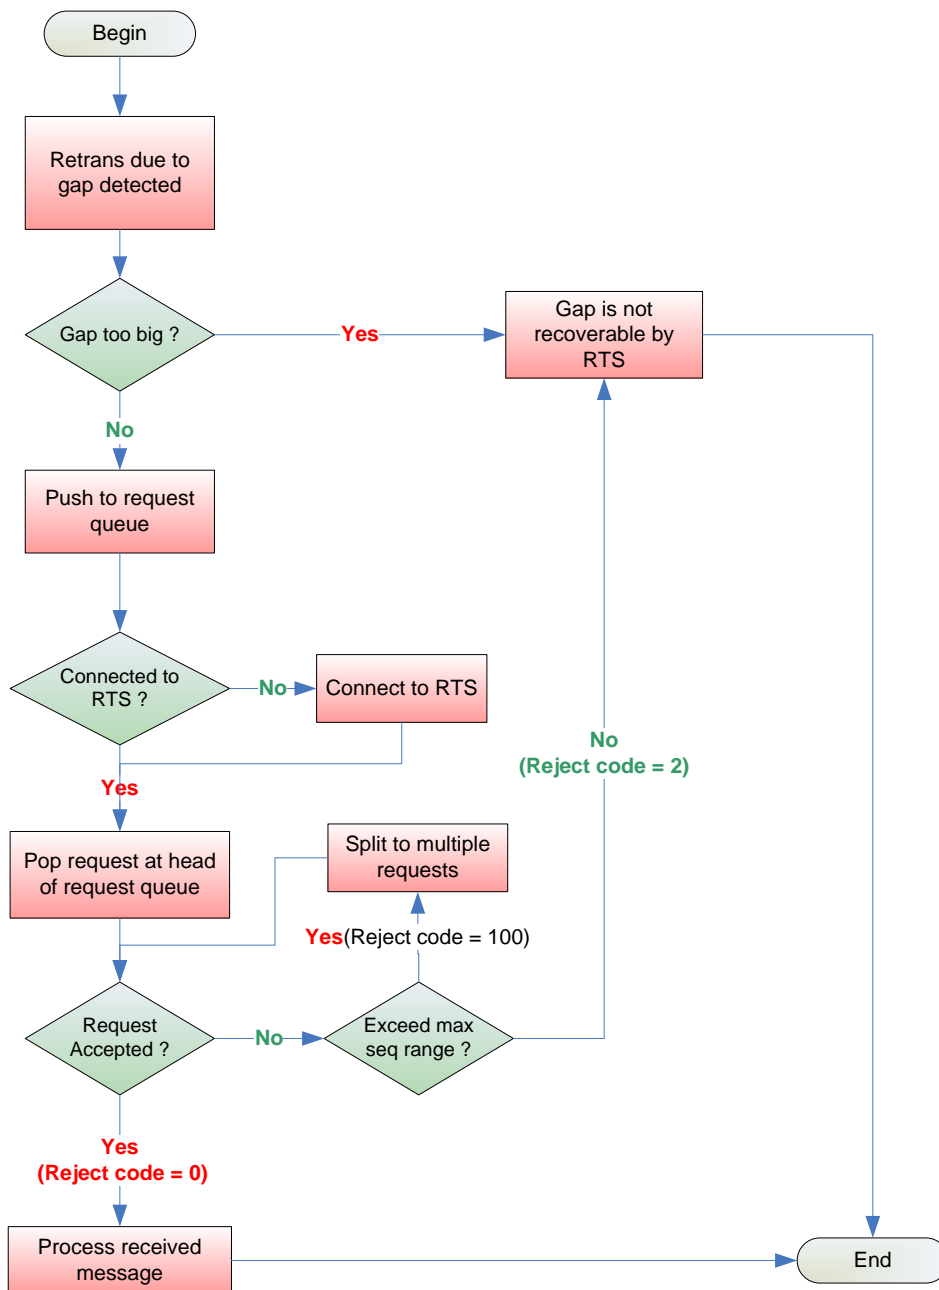 Begin
Retrans due to
gap detected
Gap too big ?
Yes
Gap is not
recoverable by
RTS
No
Push to request
queue
Connected to
RTS ?
No
Connect to RTS
No
(Reject code = 2)
Yes
Pop request at head
of request queue
Split to multiple
requests
Yes(Reject code = 100)
Request
Accepted ?
No
Exceed max
seq range ?
Yes
(Reject code = 0)
Process received
message
End